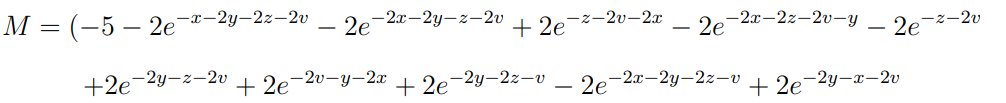 M = (−5 − 2e^{−x−2y−2z−2v} − 2e^{−2x−2y−z−2v} + 2e^{−z−2v−2x} − 2e^{−2x−2z−2v−y} − 2e^{−z−2v}
+2e^{−2y−z−2v} + 2e^{−2v−y−2x} + 2e^{−2y−2z−v} − 2e^{−2x−2y−2z−v} + 2e^{−2y−x−2v}